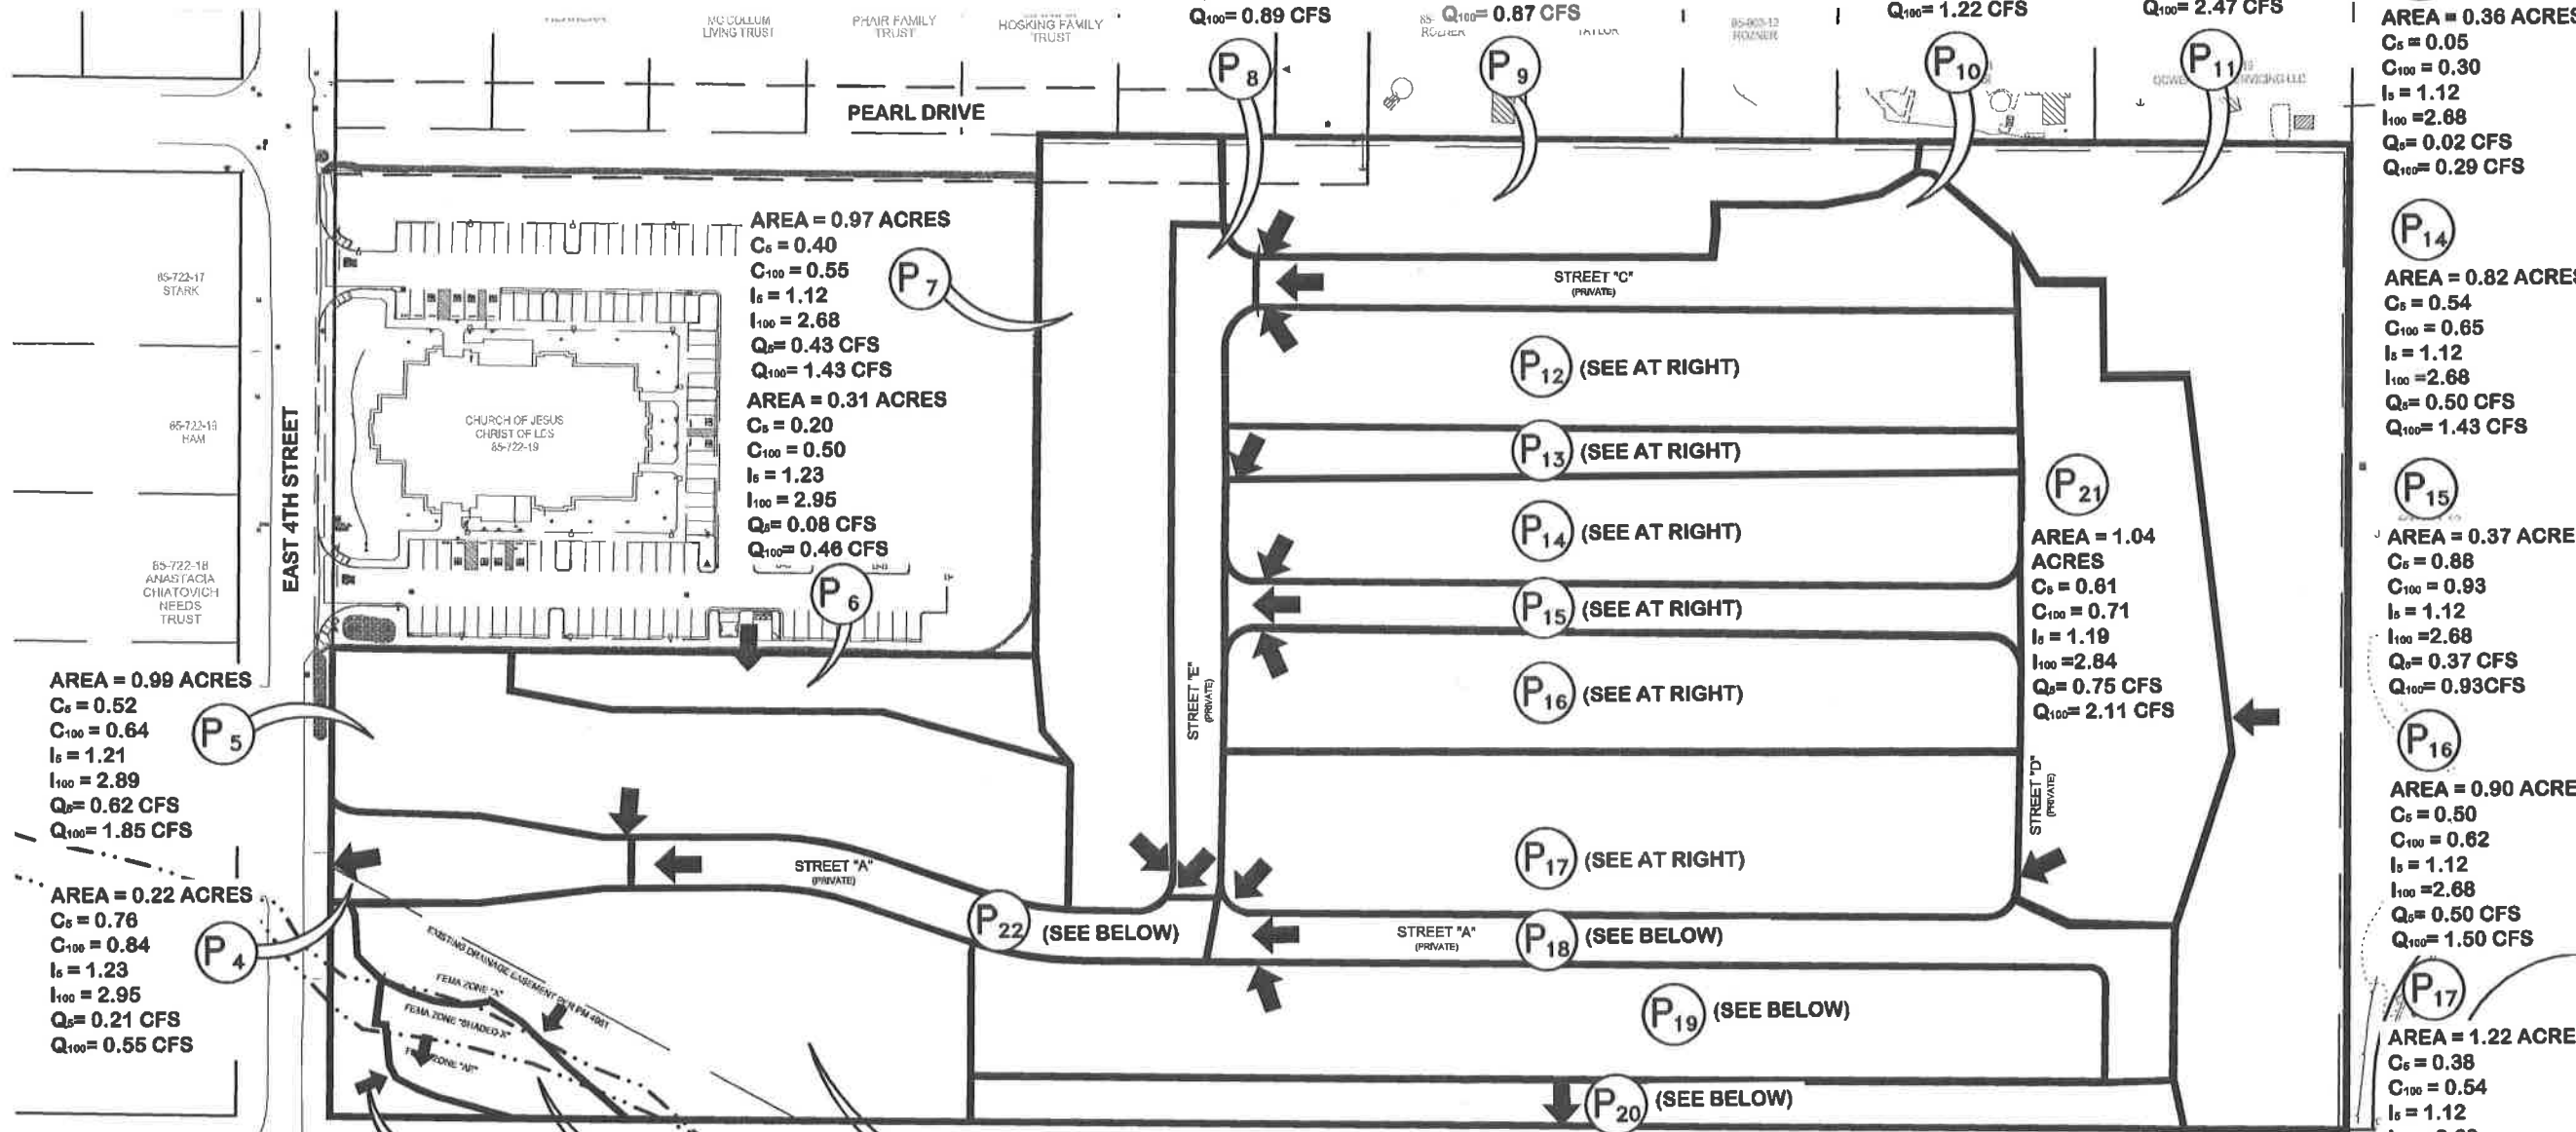 Q100= 0.89 CFS
Q100= 0.87 CFS
Q100= 1.22 CFS
Q100= 2.47 CFS
MC COLLUM
LIVING TRUST
PHAIR FAMILY
TRUST
HOSKING FAMILY
TRUST
ROZNER
TAYLOR
85-803-12
ROZNER
PEARL DRIVE
P8
P9
P10
P11
AREA = 0.36 ACRES
C5 = 0.05
C100 = 0.30
I5 = 1.12
I100 =2.68
Q5= 0.02 CFS
Q100= 0.29 CFS
P14
AREA = 0.82 ACRES
C5 = 0.54
C100 = 0.65
I5 = 1.12
I100 =2.68
Q5= 0.50 CFS
Q100= 1.43 CFS
P15
AREA = 0.37 ACRE
C5 = 0.88
C100 = 0.93
I5 = 1.12
I100 =2.68
Q5= 0.37 CFS
Q100= 0.93CFS
P16
AREA = 0.90 ACRE
C5 = 0.50
C100 = 0.62
I5 = 1.12
I100 =2.68
Q5= 0.50 CFS
Q100= 1.50 CFS
P17
AREA = 1.22 ACRE
C5 = 0.38
C100 = 0.54
I5 = 1.12
AREA = 0.97 ACRES
C5 = 0.40
C100 = 0.55
I5 = 1.12
I100 = 2.68
Q5= 0.43 CFS
Q100= 1.43 CFS
P7
AREA = 0.31 ACRES
C5 = 0.20
C100 = 0.50
I5 = 1.23
I100 = 2.95
Q5= 0.08 CFS
Q100= 0.46 CFS
P6
85-722-17
STARK
85-722-19
HAM
85-722-18
ANASTACIA
CHIATOVICH
NEEDS
TRUST
EAST 4TH STREET
CHURCH OF JESUS
CHRIST OF LDS
85-722-19
STREET "C"
(PRIVATE)
P12 (SEE AT RIGHT)
P13 (SEE AT RIGHT)
P14 (SEE AT RIGHT)
P15 (SEE AT RIGHT)
P16 (SEE AT RIGHT)
P17 (SEE AT RIGHT)
STREET "E"
(PRIVATE)
STREET "D"
(PRIVATE)
P21
AREA = 1.04
ACRES
C5 = 0.61
C100 = 0.71
I5 = 1.19
I100 =2.84
Q5= 0.75 CFS
Q100= 2.11 CFS
AREA = 0.99 ACRES
C5 = 0.52
C100 = 0.64
I5 = 1.21
I100 = 2.89
Q5= 0.62 CFS
Q100= 1.85 CFS
P5
AREA = 0.22 ACRES
C5 = 0.76
C100 = 0.84
I5 = 1.23
I100 = 2.95
Q5= 0.21 CFS
Q100= 0.55 CFS
P4
STREET "A"
(PRIVATE)
P22 (SEE BELOW)
STREET "A"
(PRIVATE)
P18 (SEE BELOW)
P19 (SEE BELOW)
P20 (SEE BELOW)
EXISTING DRAINAGE EASEMENT PER PM 4061
FEMA ZONE "X"
FEMA ZONE "SHADED-X"